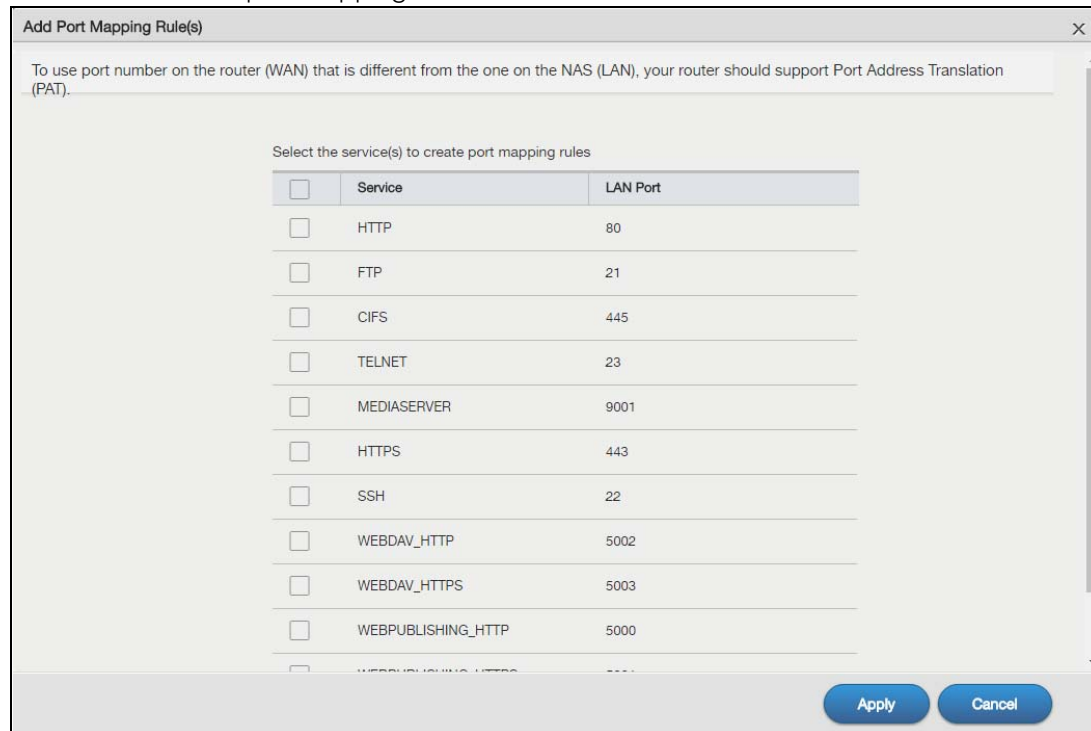 Add Port Mapping Rule(s)
To use port number on the router (WAN) that is different from the one on the NAS (LAN), your router should support Port Address Translation
(PAT).
Select the service(s) to create port mapping rules
Service LAN Port
HTTP 80
FTP 21
CIFS 445
TELNET 23
MEDIASERVER 9001
HTTPS 443
SSH 22
WEBDAV_HTTP 5002
WEBDAV_HTTPS 5003
WEBPUBLISHING_HTTP 5000
Apply Cancel